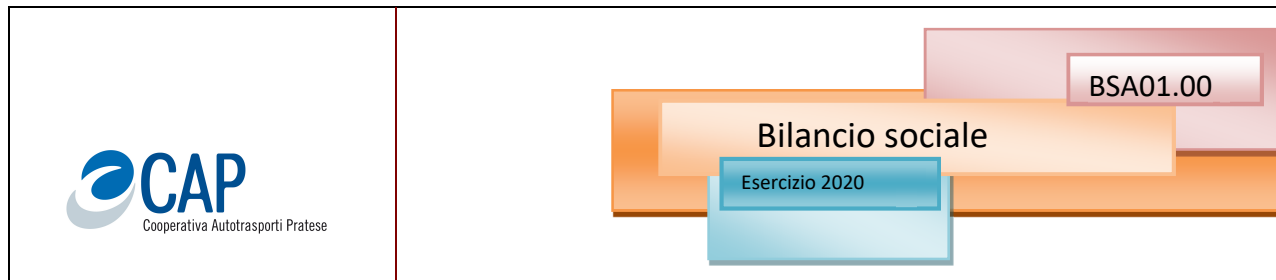 CAP
Cooperativa Autotrasporti Pratese
BSA01.00
Bilancio sociale
Esercizio 2020